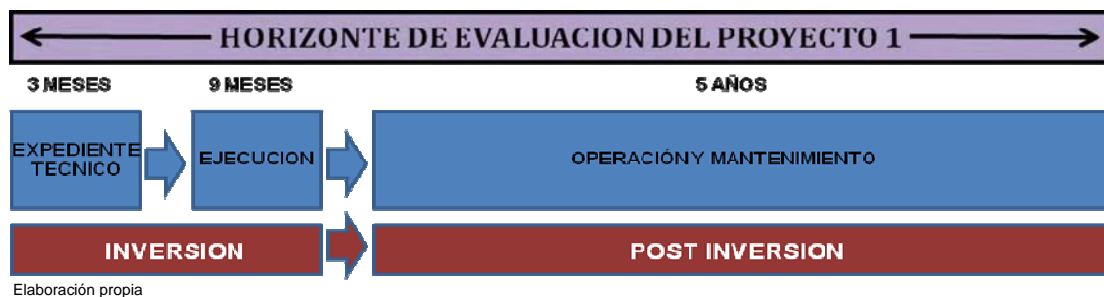 HORIZONTE DE EVALUACION DEL PROYECTO 1
3 MESES 9 MESES 5 AÑOS
EXPEDIENTE
TECNICO
EJECUCION
OPERACIÓN Y MANTENIMIENTO
INVERSION POST INVERSION
Elaboración propia